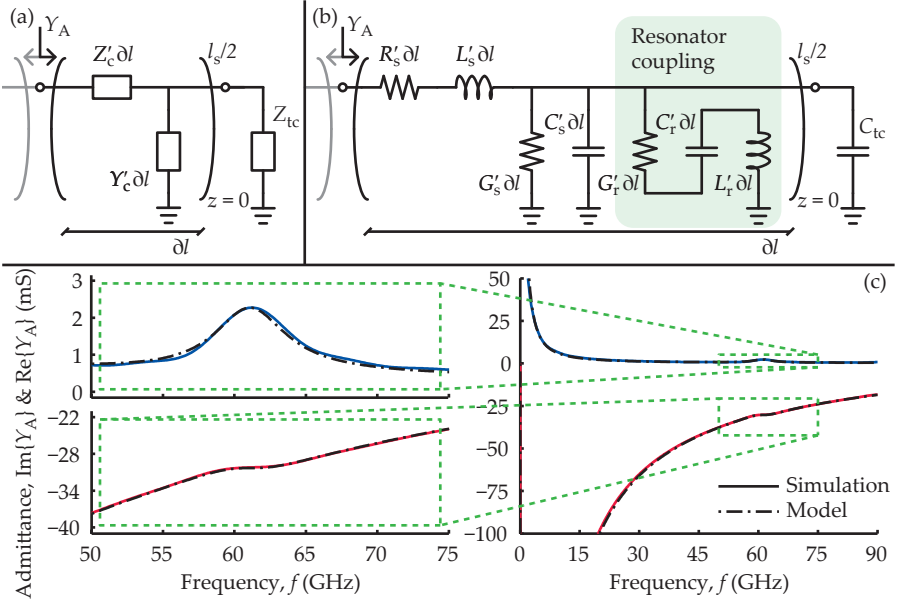 (a)
Y_A
Z′_c ∂l
l_s/2
Z_tc
Y′_c ∂l
z = 0
∂l
(b)
Y_A
R′_s ∂l
L′_s ∂l
Resonator
coupling
l_s/2
C′_s ∂l
C′_r ∂l
C_tc
G′_s ∂l
G′_r ∂l
L′_r ∂l
z = 0
∂l
(c)
Admittance, Im{Y_A} & Re{Y_A} (mS)
3
2
1
0
−22
−28
−34
−40
50 55 60 65 70 75
Frequency, f (GHz)
50
25
0
−25
−50
−75
−100
Simulation
Model
0 15 30 45 60 75 90
Frequency, f (GHz)